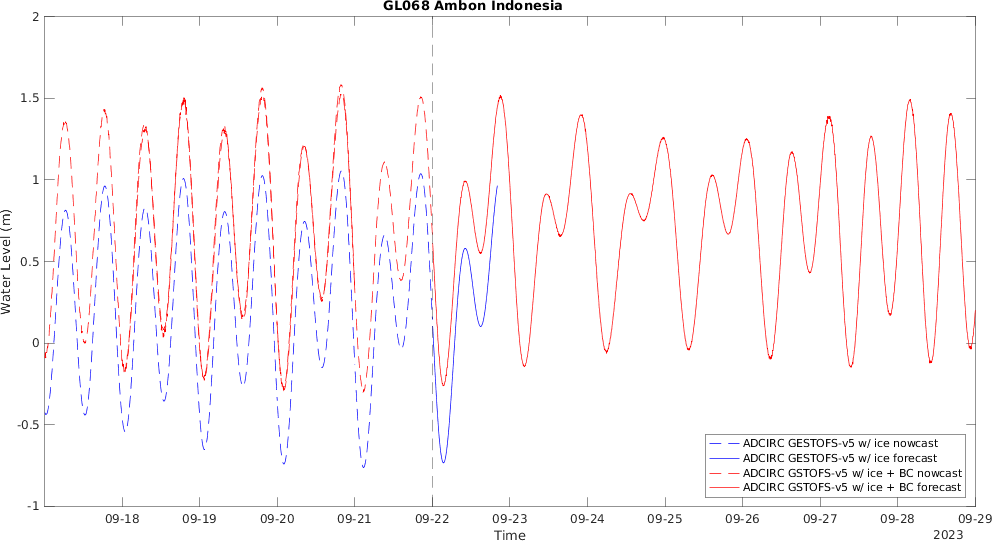 GL068 Ambon Indonesia
2
1.5
1
0.5
0
-0.5
-1
Water Level (m)
ADCIRC GESTOFS-v5 w/ ice nowcast
ADCIRC GESTOFS-v5 w/ ice forecast
ADCIRC GSTOFS-v5 w/ ice + BC nowcast
ADCIRC GSTOFS-v5 w/ ice + BC forecast
09-18 09-19 09-20 09-21 09-22 09-23 09-24 09-25 09-26 09-27 09-28 09-29
Time
2023